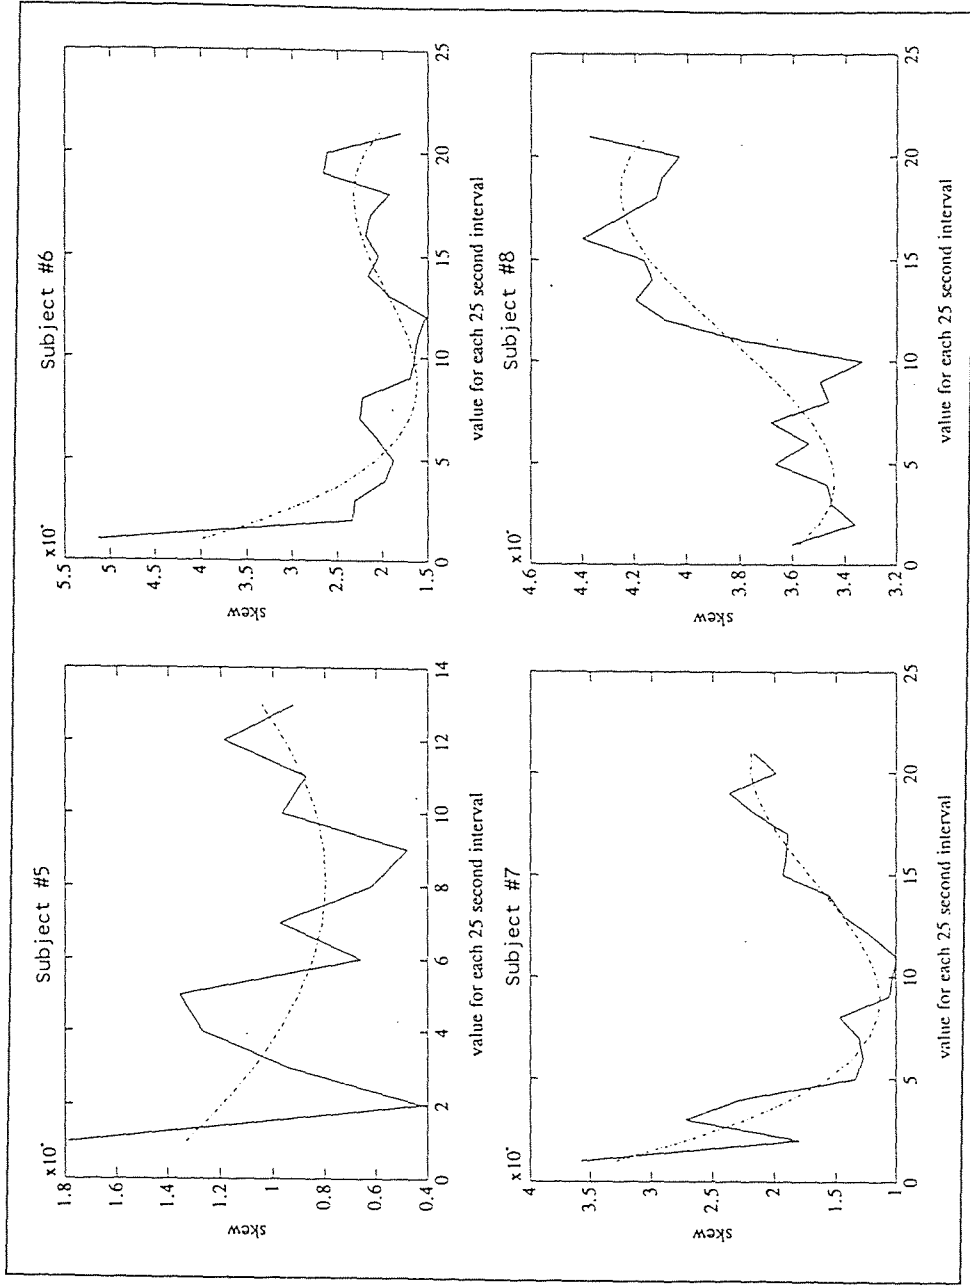 Subject #5
x10
1.8
1.6
1.4
1.2
1
0.8
0.6
0.4
skew
0 2 4 6 8 10 12 14
value for each 25 second interval
Subject #6
x10
5.5
5
4.5
4
3.5
3
2.5
2
1.5
skew
0 5 10 15 20 25
value for each 25 second interval
Subject #7
x10
4
3.5
3
2.5
2
1.5
1
skew
0 5 10 15 20 25
value for each 25 second interval
Subject #8
x10
4.6
4.4
4.2
4
3.8
3.6
3.4
3.2
skew
0 5 10 15 20 25
value for each 25 second interval